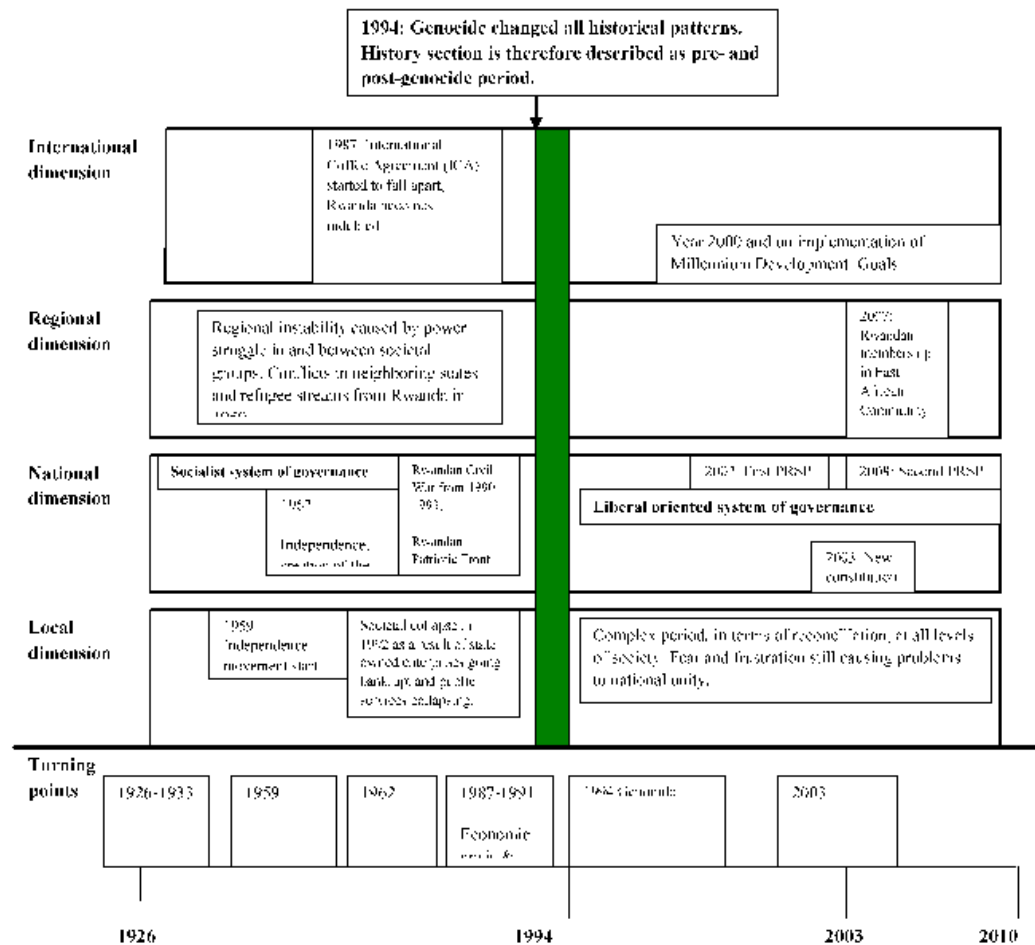 1994: Genocide changed all historical patterns.
History section is therefore described as pre- and
post-genocide period.
International
dimension
1987: International
Coffee Agreement (ICA)
started to fall apart,
Rwanda becomes
indebted
Year 2000 and on implementation of
Millennium Development Goals
Regional
dimension
Regional instability caused by power
struggle in and between societal
groups. Conflicts in neighboring states
and refugee streams from Rwanda in
Rwandan
membership
in East
African
Community
National
dimension
Socialist system of governance
Independence,
creation of the
Rwandan Civil
War from 1990
Rwandan
Patriotic Front
First PRSP
Second PRSP
Liberal oriented system of governance
2003: New
constitution
Local
dimension
1959
Independence
movement start
Societal collapse in
1992 as a result of state
owned enterprises going
bankrupt and public
services collapsing.
Complex period, in terms of reconciliation, at all levels
of society. Fear and frustration still causing problems
to national unity.
Turning
points
1926-1933
1959
1962
1987-1991
Economic
1994 Genocide
2003
1926
1994
2003
2010